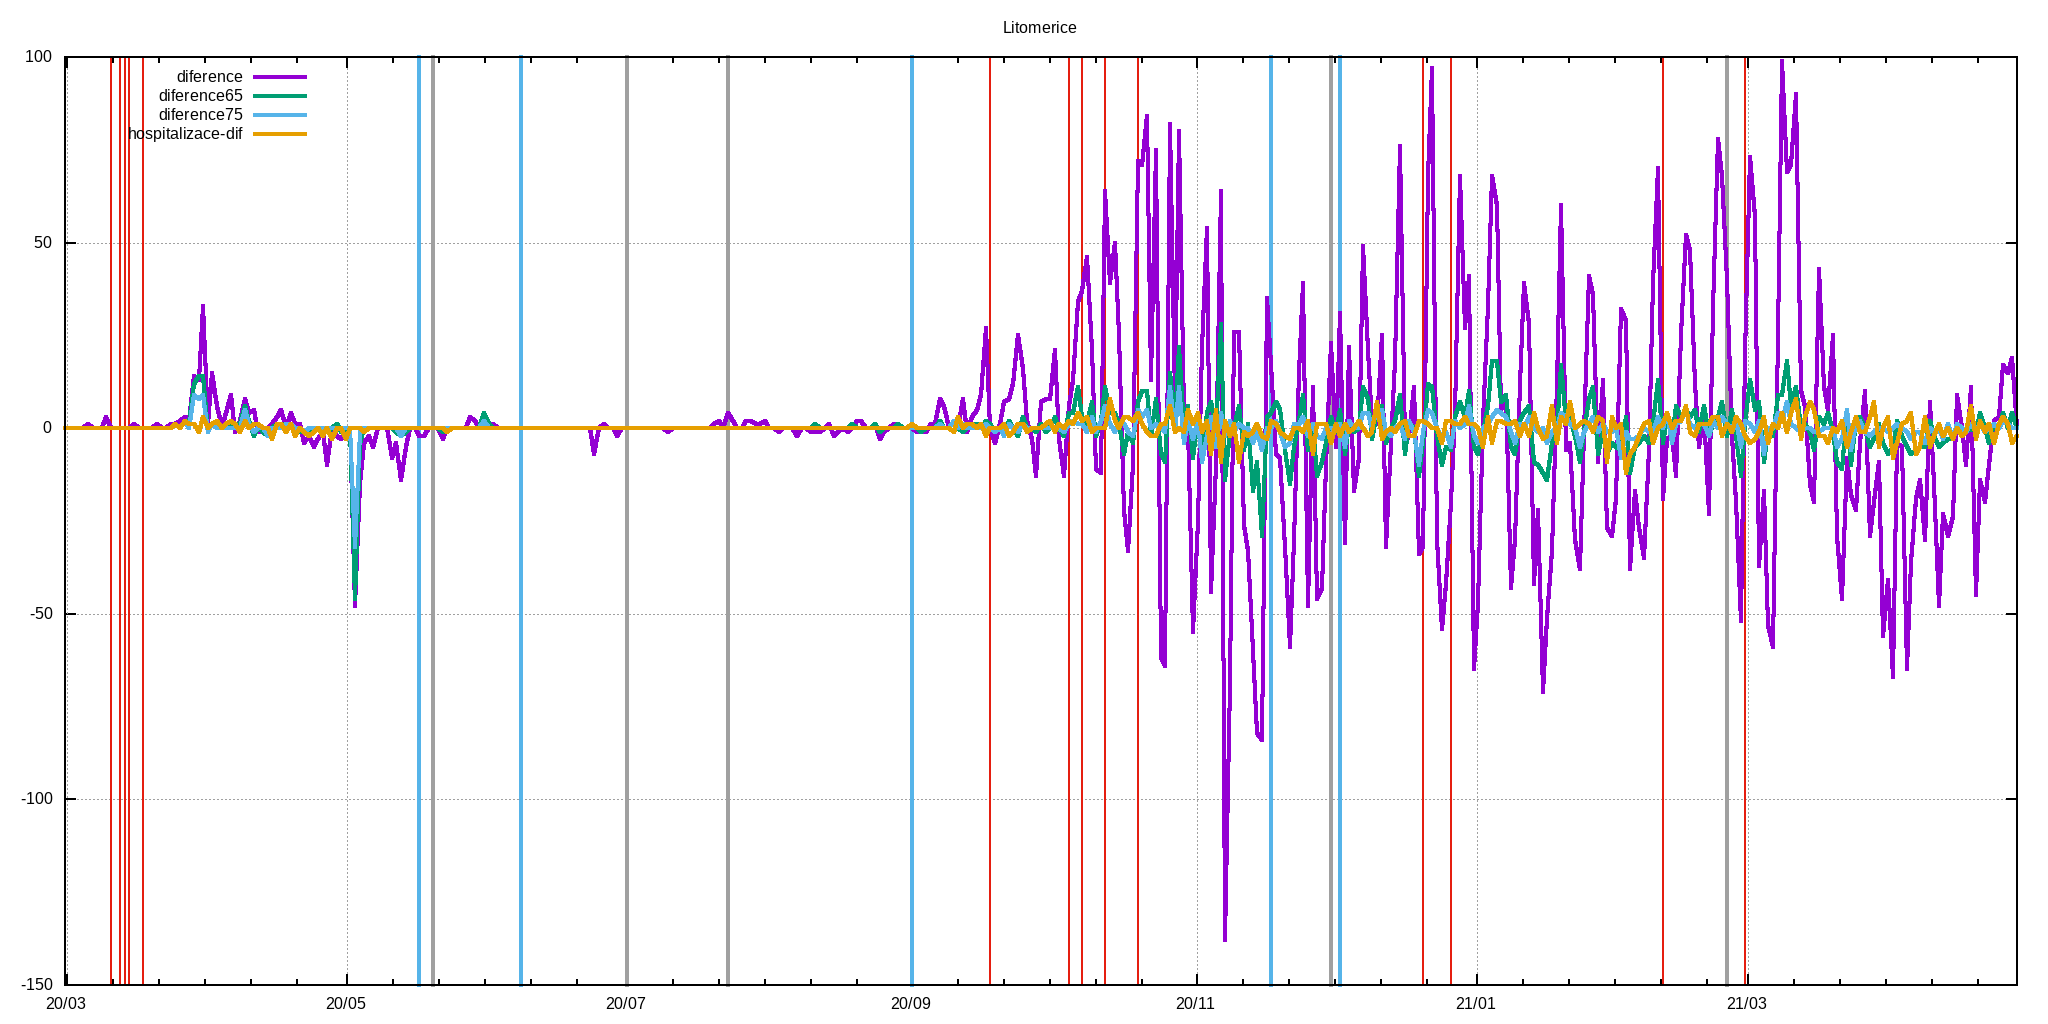 Litomerice
100
diference
diference65
diference75
hospitalizace-dif
50
0
-50
-100
-150
20/03 20/05 20/07 20/09 20/11 21/01 21/03